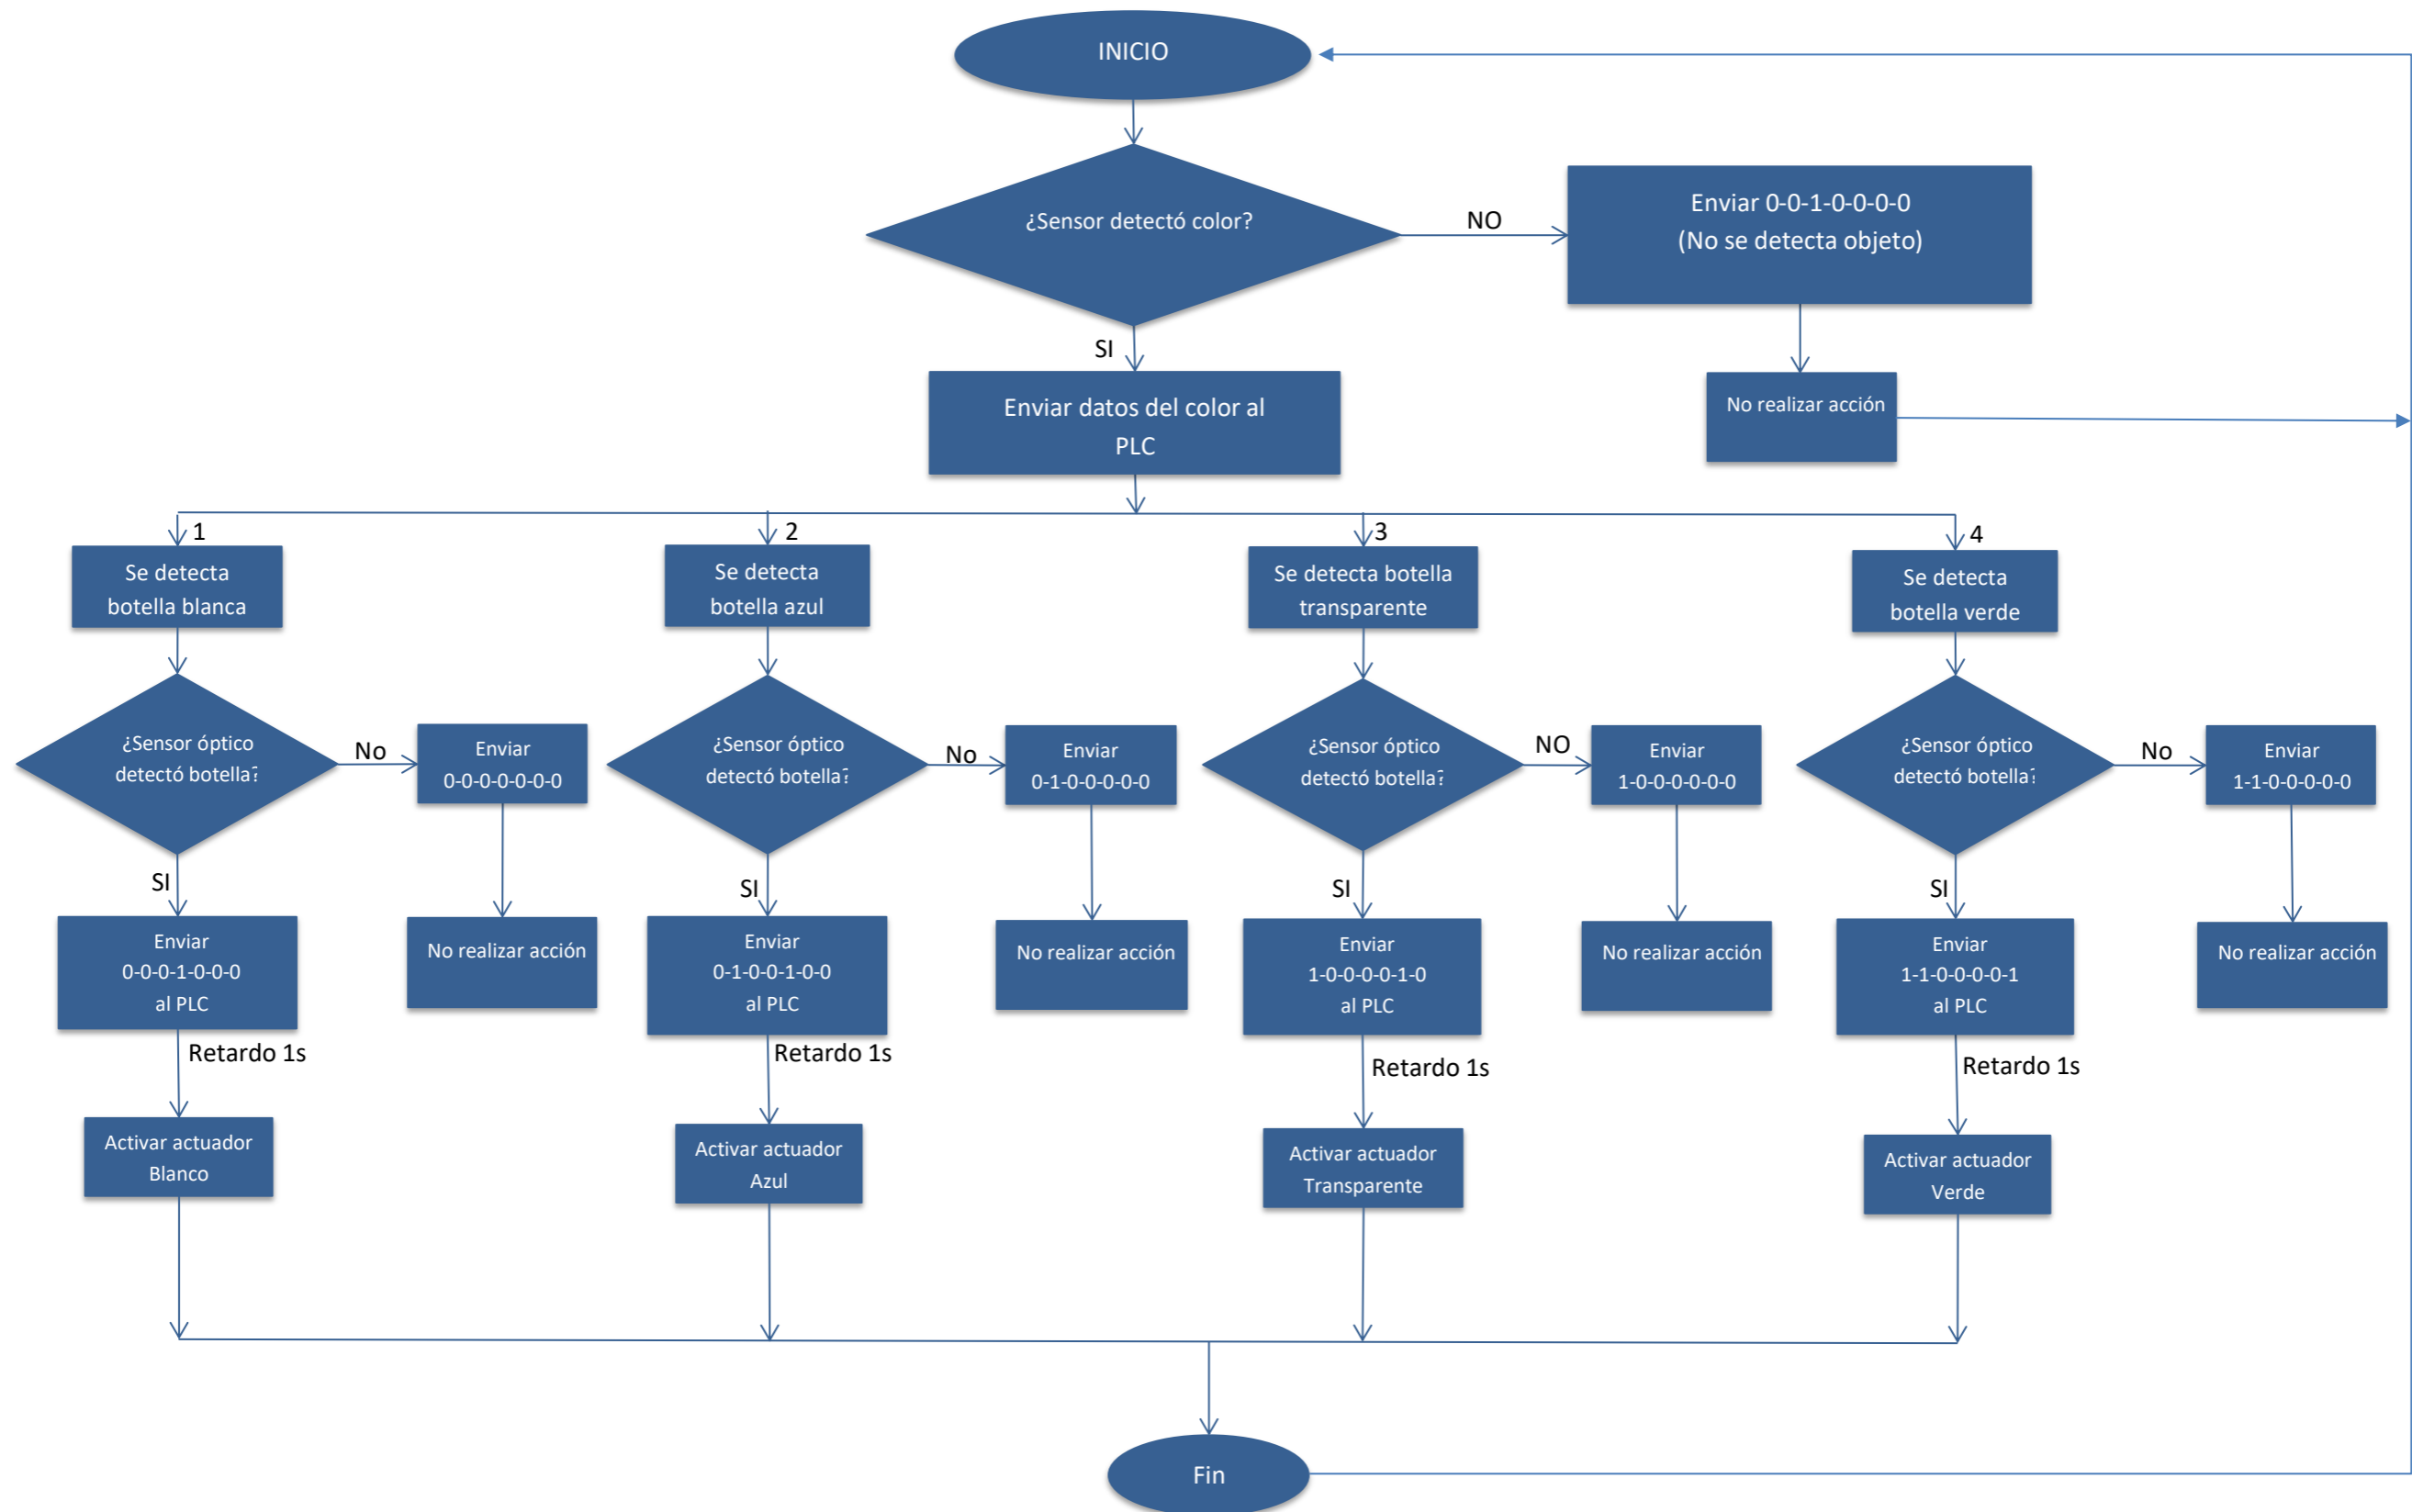 INICIO
¿Sensor detectó color?
NO
Enviar 0-0-1-0-0-0-0
(No se detecta objeto)
No realizar acción
SI
Enviar datos del color al
PLC
1
Se detecta
botella blanca
¿Sensor óptico
detectó botella?
No
Enviar
0-0-0-0-0-0-0
No realizar acción
SI
Enviar
0-0-0-1-0-0-0
al PLC
Retardo 1s
Activar actuador
Blanco
2
Se detecta
botella azul
¿Sensor óptico
detectó botella?
No
Enviar
0-1-0-0-0-0-0
No realizar acción
SI
Enviar
0-1-0-0-1-0-0
al PLC
Retardo 1s
Activar actuador
Azul
3
Se detecta botella
transparente
¿Sensor óptico
detectó botella?
NO
Enviar
1-0-0-0-0-0-0
No realizar acción
SI
Enviar
1-0-0-0-0-1-0
al PLC
Retardo 1s
Activar actuador
Transparente
4
Se detecta
botella verde
¿Sensor óptico
detectó botella?
No
Enviar
1-1-0-0-0-0-0
No realizar acción
SI
Enviar
1-1-0-0-0-0-1
al PLC
Retardo 1s
Activar actuador
Verde
Fin